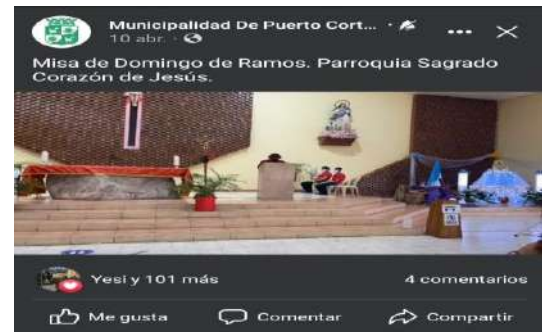 Municipalidad De Puerto Cort... ·
10 abr. ·
Misa de Domingo de Ramos. Parroquia Sagrado
Corazón de Jesús.
Yesi y 101 más
4 comentarios
Me gusta
Comentar
Compartir